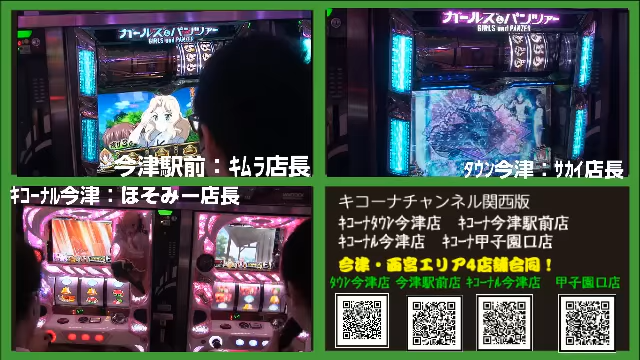 ガールズ&パンツァー
GIRLS und PANZER
今津駅前：ｷﾑﾗ店長
ガールズ&パンツァー
GIRLS und PANZER
ﾀｳﾝ今津：ｻｶｲ店長
ｷｺｰﾅﾙ今津：ほそみー店長
キコーナチャンネル関西版
ｷｺｰﾅﾀｳﾝ今津店　ｷｺｰﾅ今津駅前店
ｷｺｰﾅﾙ今津店　ｷｺｰﾅ甲子園口店
今津・西宮エリア4店舗合同！
ﾀｳﾝ今津店 今津駅前店 ｷｺｰﾅﾙ今津店 甲子園口店